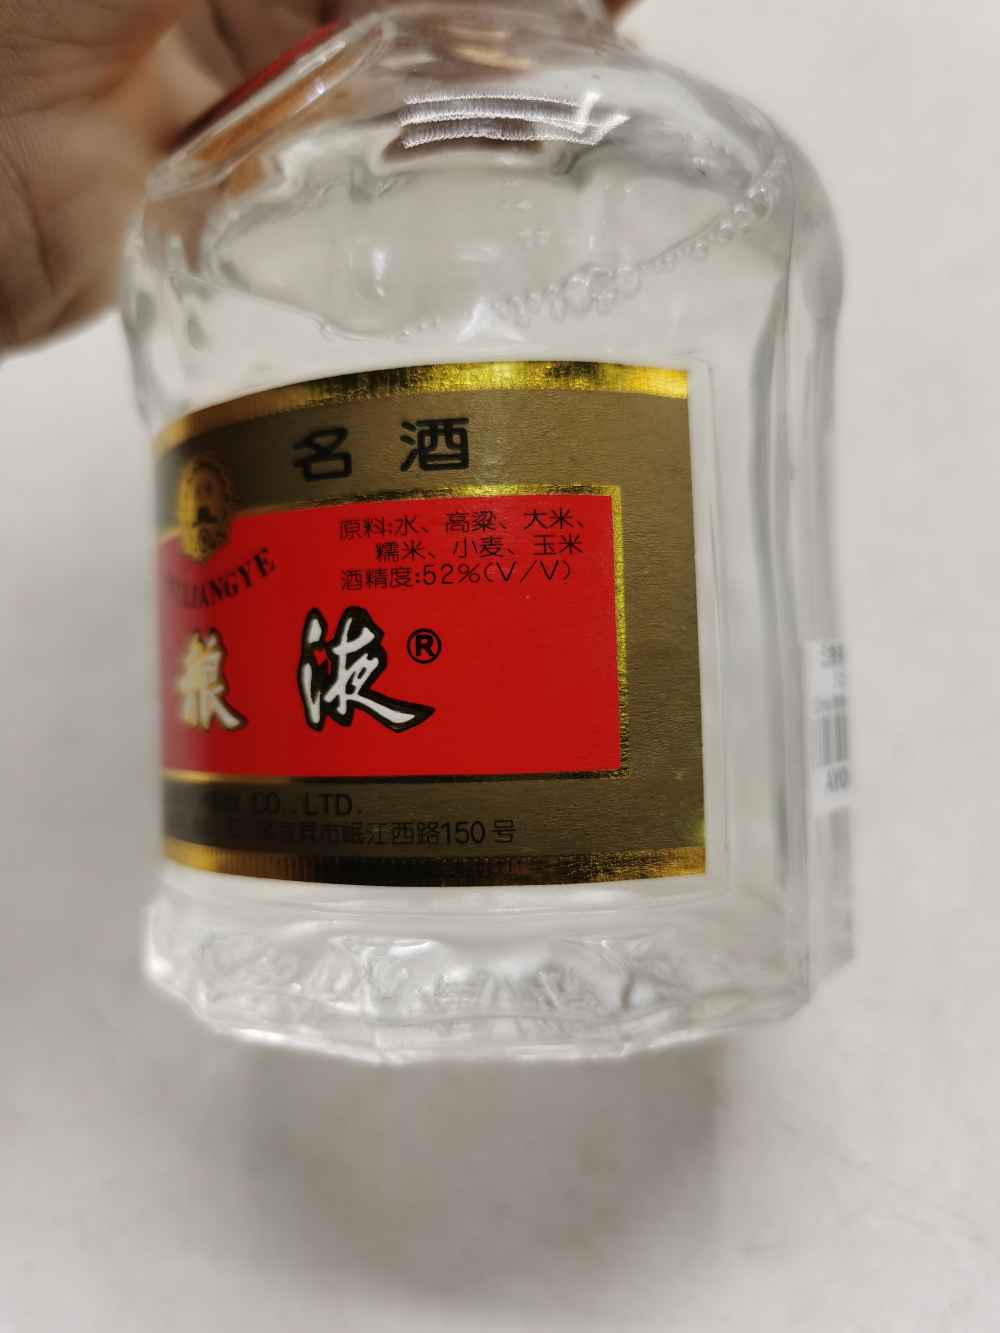 名 酒
原料:水、高粱、大米、
糯米、小麦、玉米
酒精度:52%(V/V)
LIANGYE
粮 液®
CO.,LTD.
宾市岷江西路150号